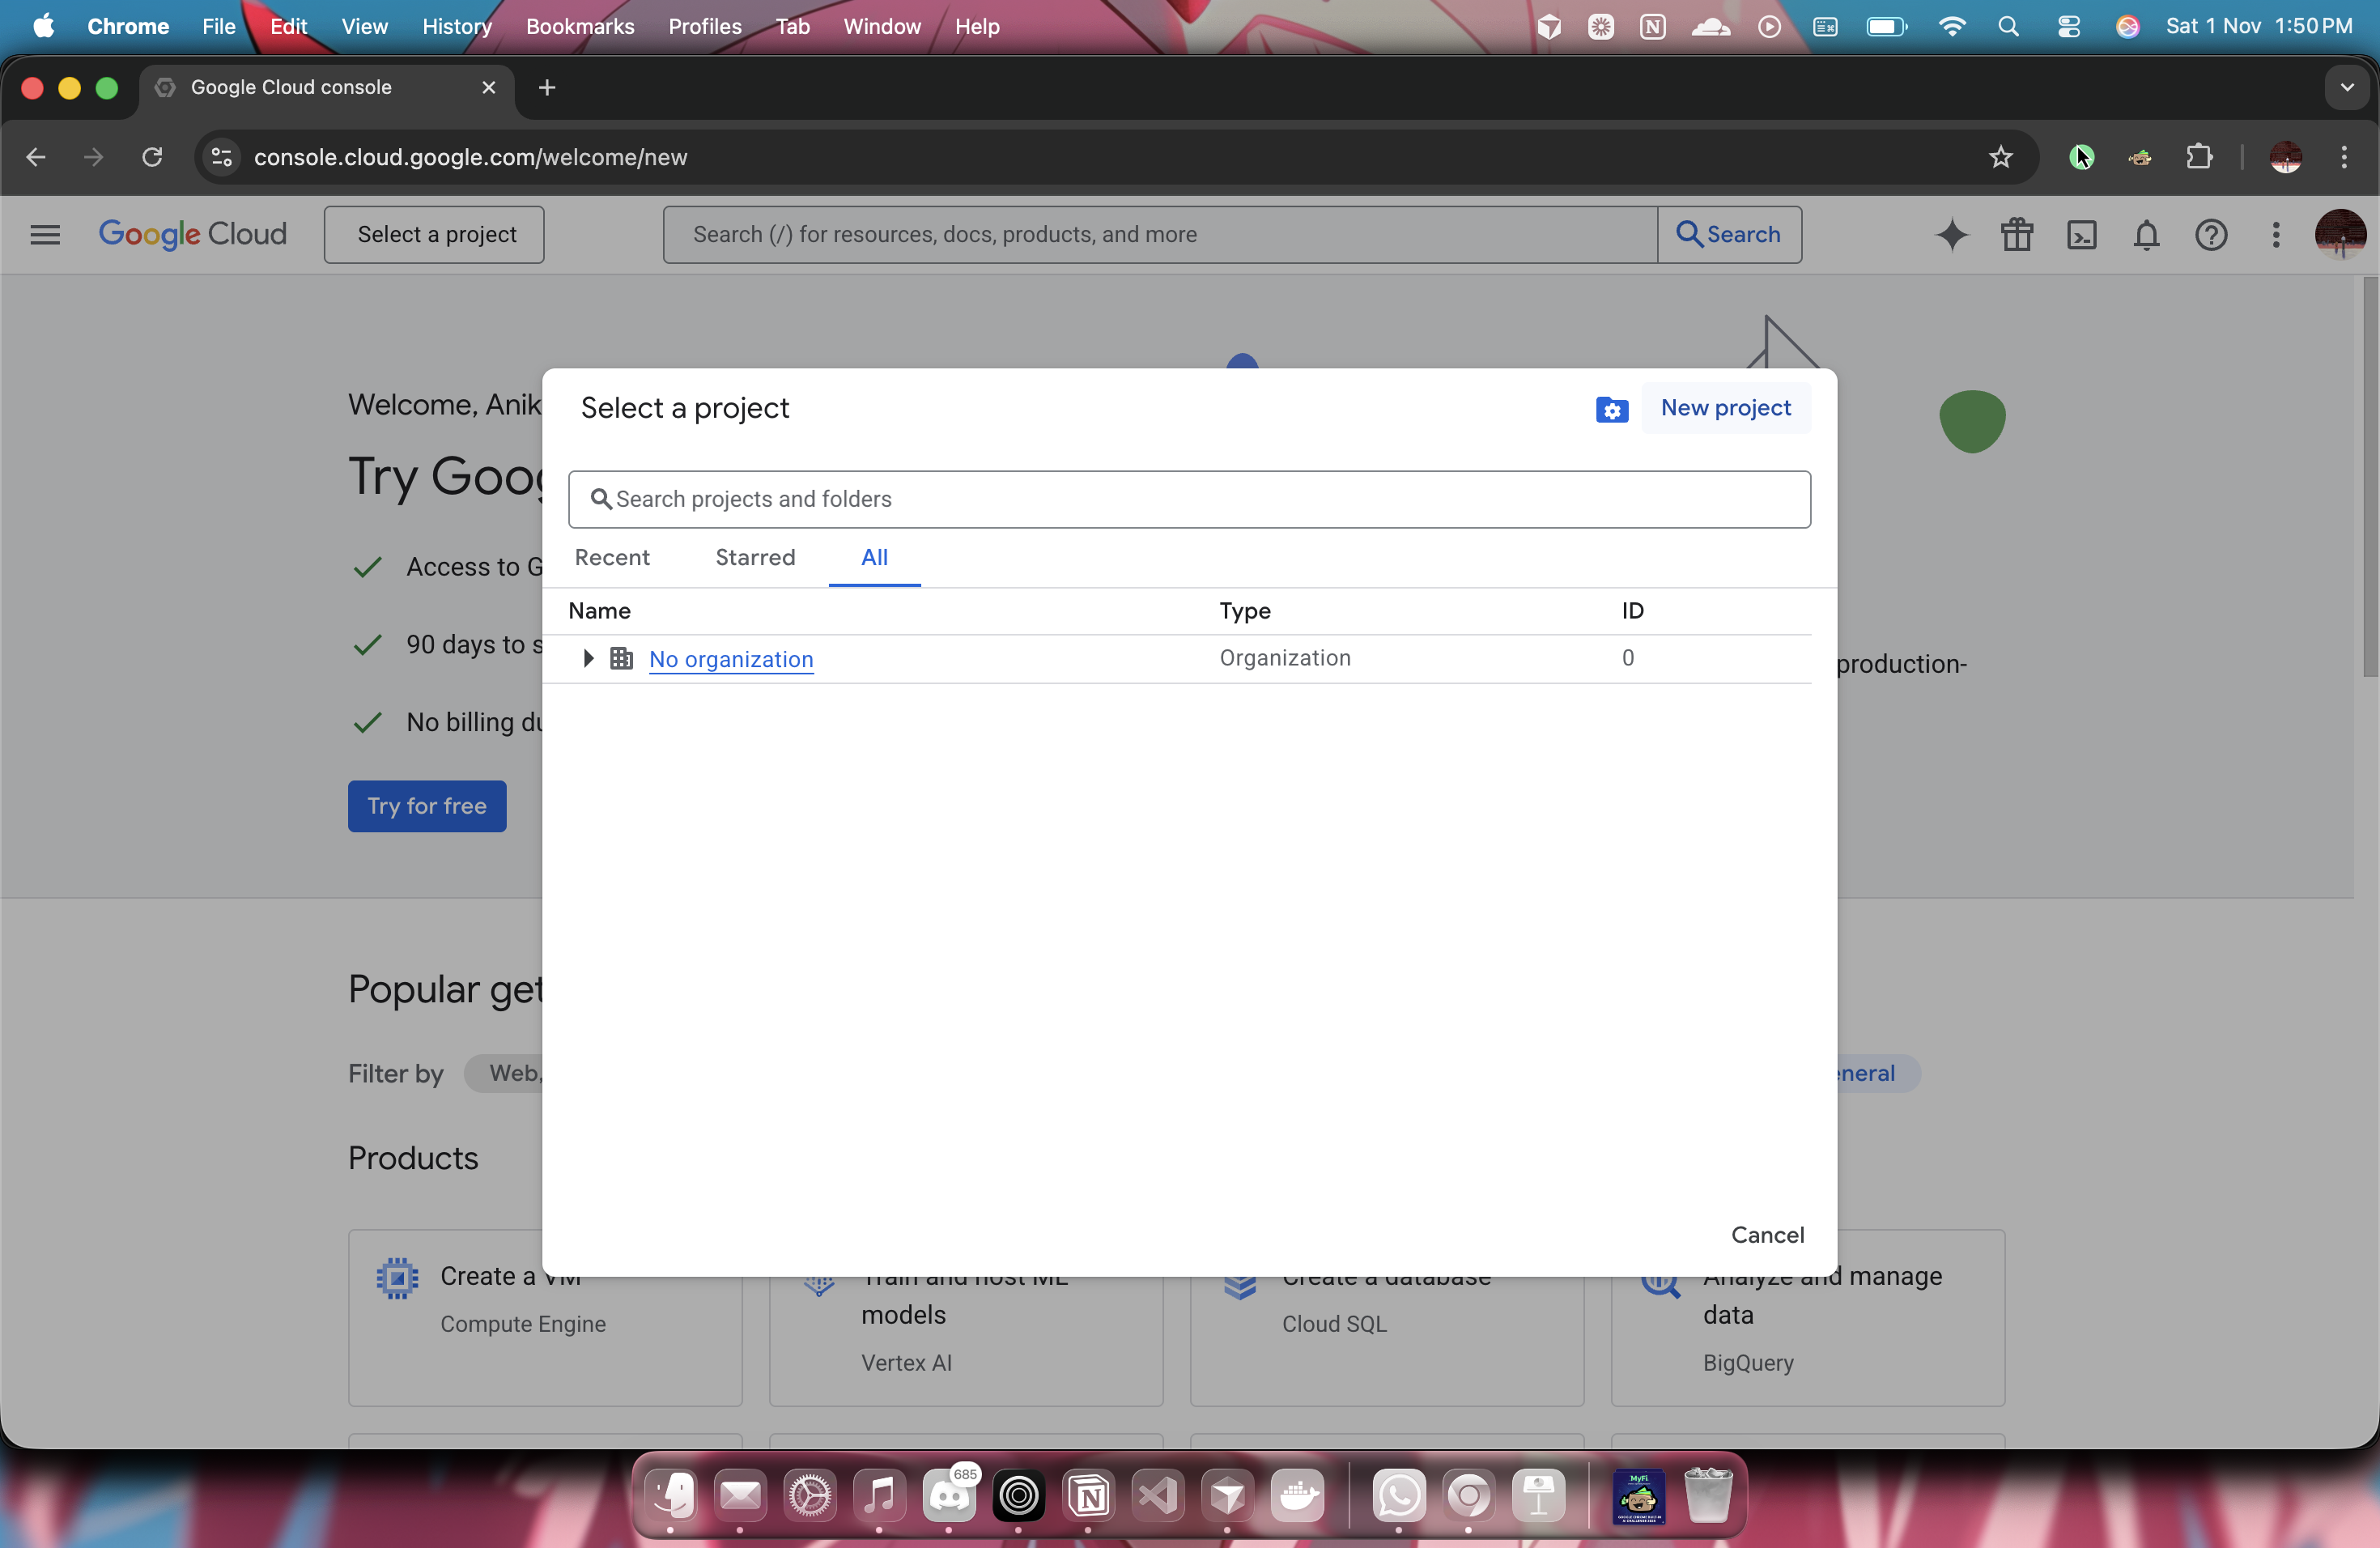 Chrome File Edit View History Bookmarks Profiles Tab Window Help Sat 1 Nov 1:50 PM
Google Cloud console
console.cloud.google.com/welcome/new
Google Cloud Select a project Search (/) for resources, docs, products, and more Search
Welcome, Anik
Try Goog
Access to G
90 days to s
No billing du
Try for free
production-
Select a project New project
Search projects and folders
Recent Starred All
Name Type ID
No organization Organization 0
Cancel
Popular get
Filter by Web, eneral
Products
Create a VM
Compute Engine
Train and host ML
models
Vertex AI
Create a database
Cloud SQL
Analyze and manage
data
BigQuery
685
MyFi